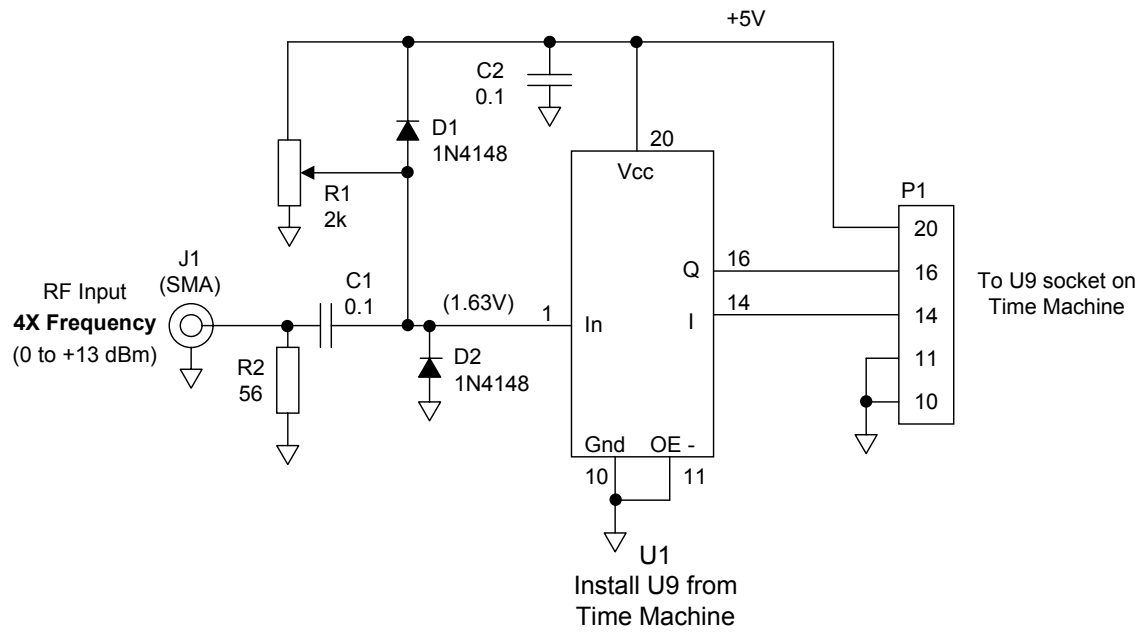 +5V
C2
0.1
D1
1N4148
20
Vcc
P1
R1
2k
20
J1
(SMA)
C1
0.1
Q
16
16
To U9 socket on
Time Machine
RF Input
4X Frequency
(0 to +13 dBm)
(1.63V)
1
In
I
14
14
R2
56
D2
1N4148
11
10
Gnd
OE -
10
11
U1
Install U9 from
Time Machine